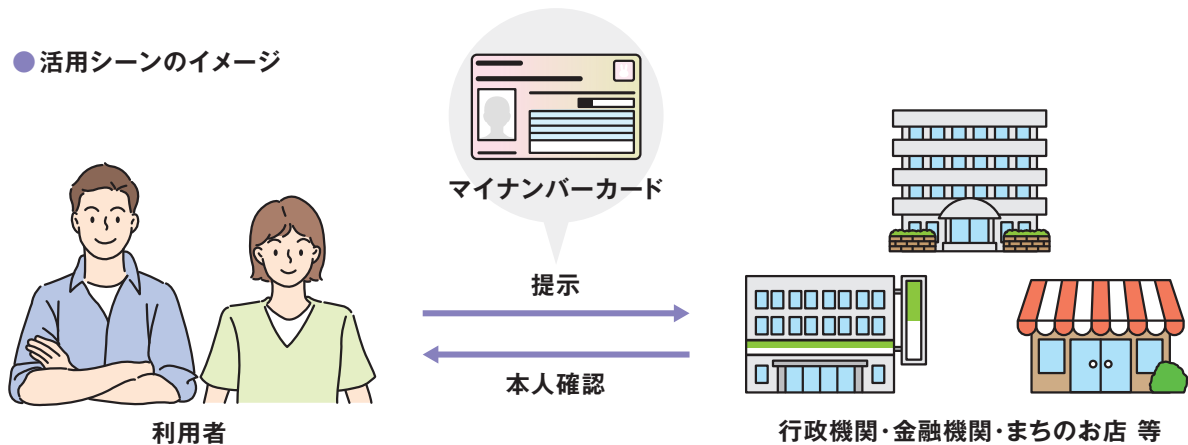 ●活用シーンのイメージ
マイナンバーカード
提示
本人確認
利用者
行政機関･金融機関･まちのお店 等